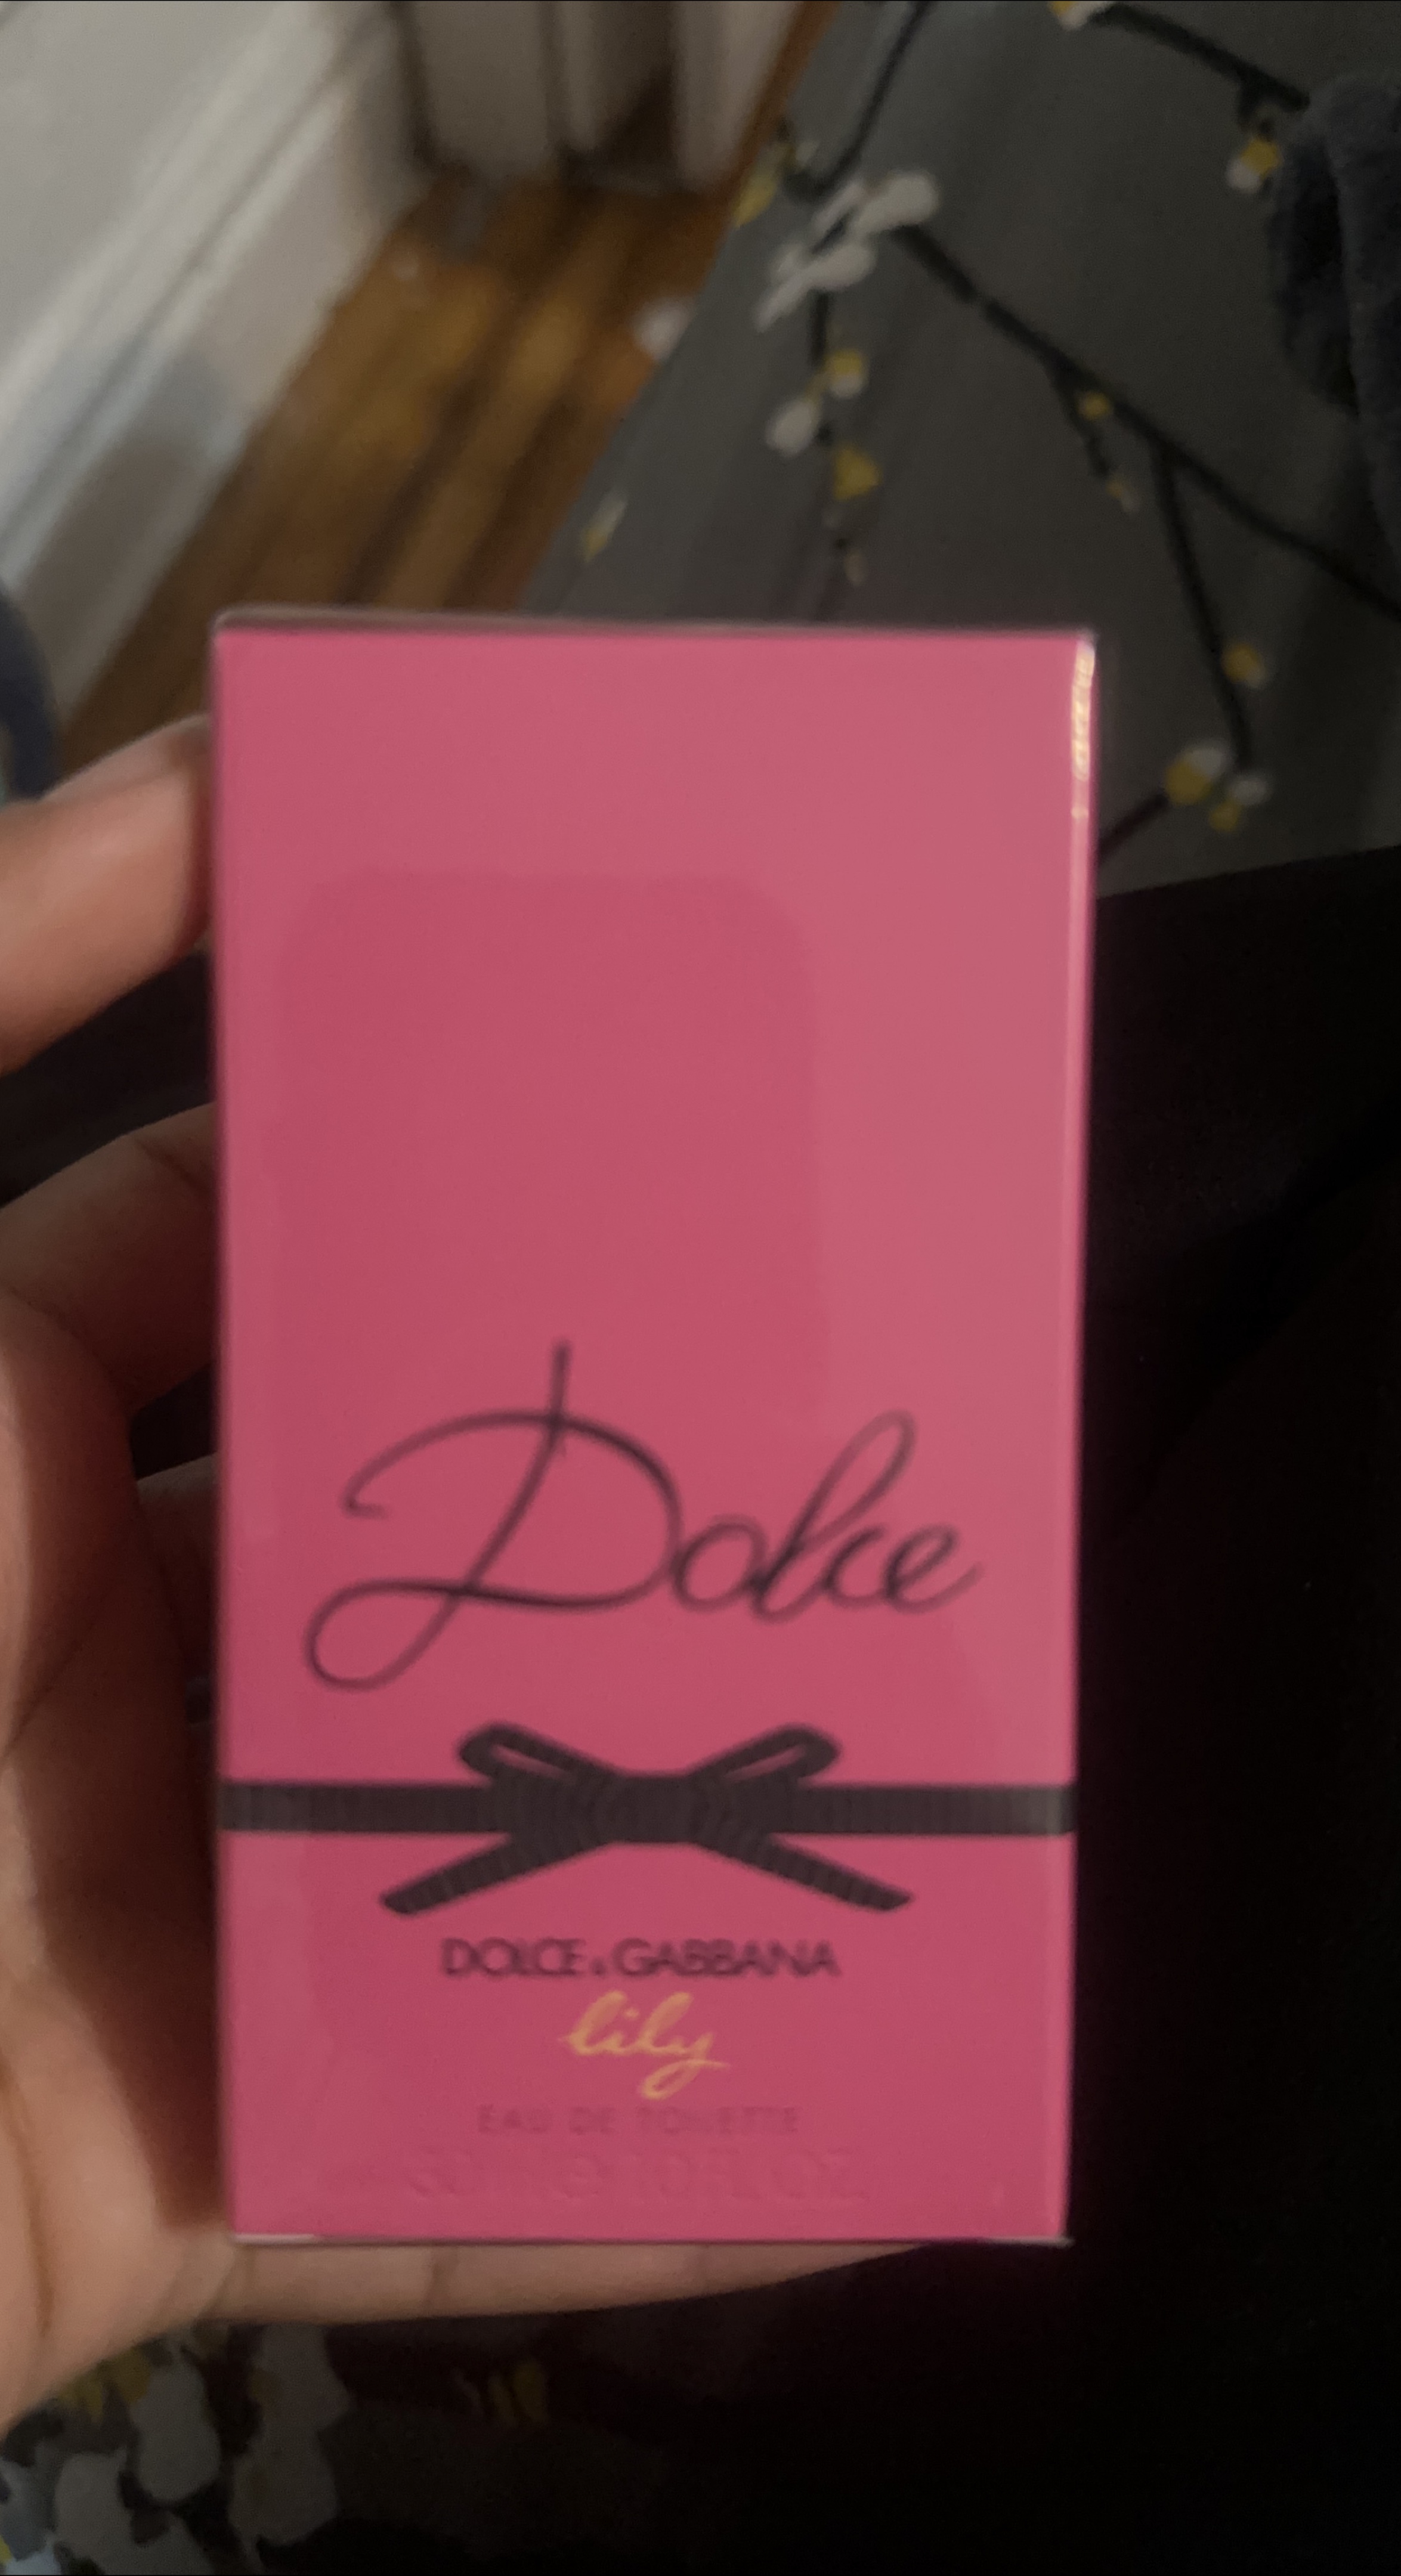 Dolce
DOLCE & GABBANA
lily
EAU DE TOILETTE